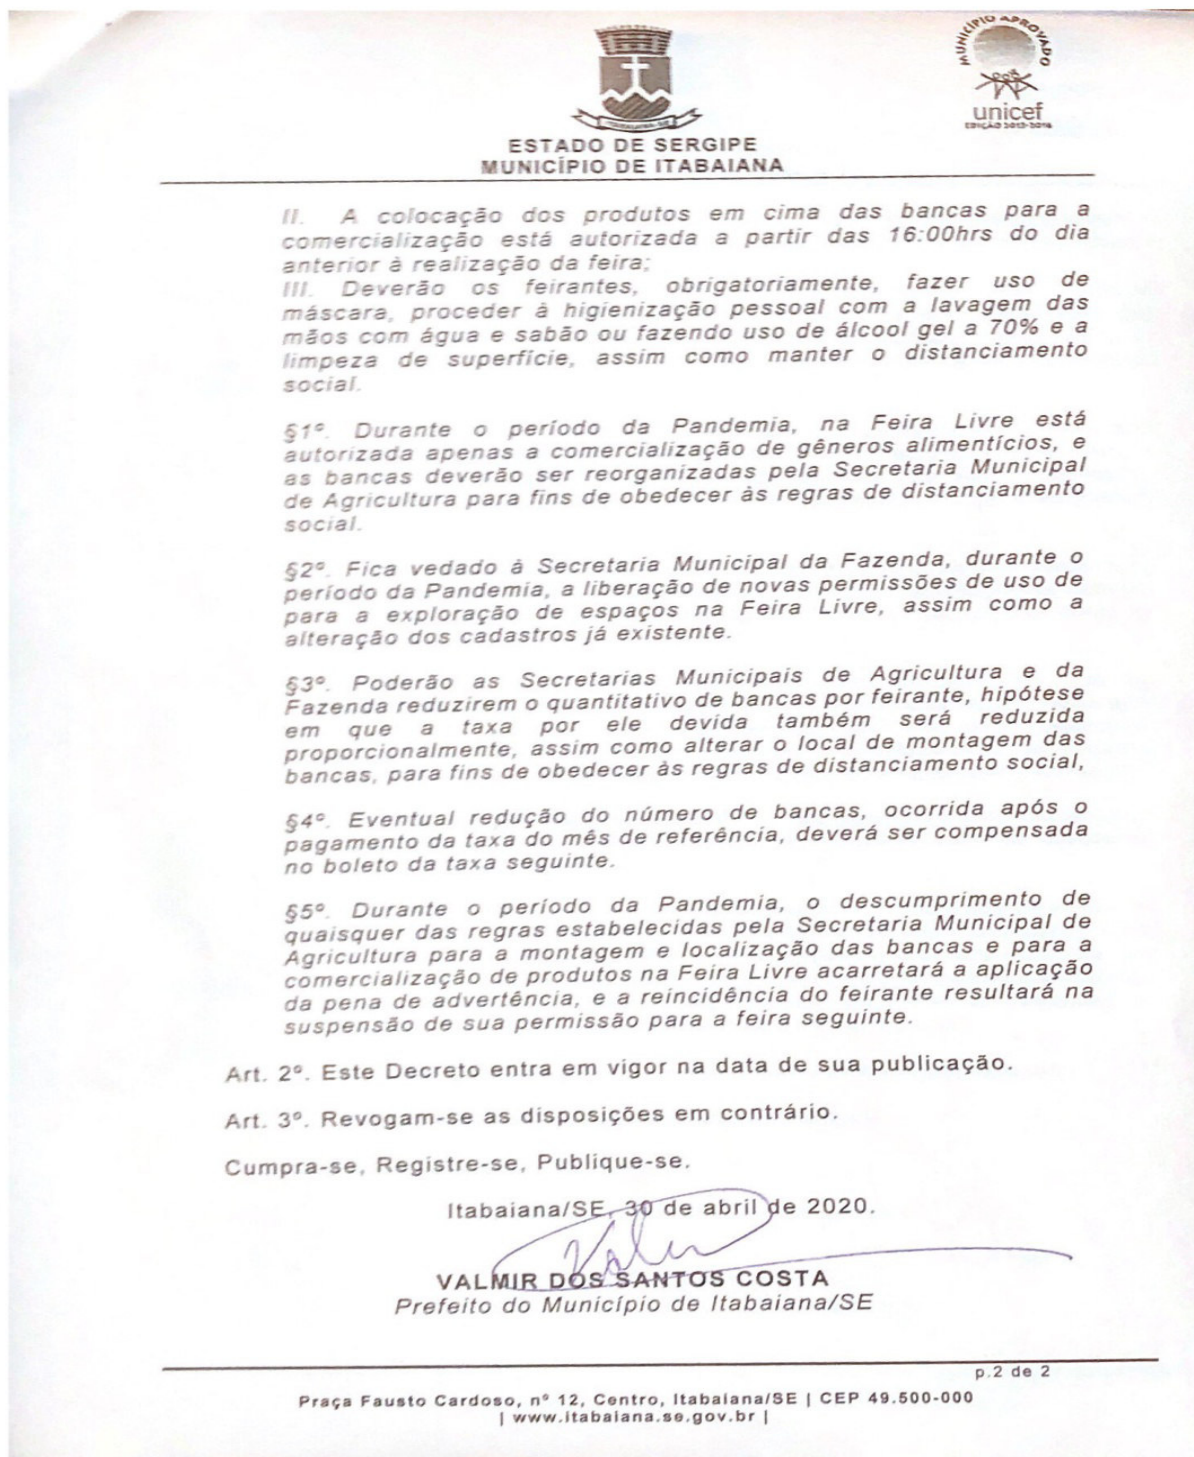 MUNICÍPIO APROVADO
POR
unicef
EDIÇÃO 2013-2016
ESTADO DE SERGIPE
MUNICÍPIO DE ITABAIANA
II. A colocação dos produtos em cima das bancas para a
comercialização está autorizada a partir das 16:00hrs do dia
anterior à realização da feira;
III. Deverão os feirantes, obrigatoriamente, fazer uso de
máscara, proceder à higienização pessoal com a lavagem das
mãos com água e sabão ou fazendo uso de álcool gel a 70% e a
limpeza de superfície, assim como manter o distanciamento
social.
§1º. Durante o período da Pandemia, na Feira Livre está
autorizada apenas a comercialização de gêneros alimentícios, e
as bancas deverão ser reorganizadas pela Secretaria Municipal
de Agricultura para fins de obedecer às regras de distanciamento
social.
§2º. Fica vedado à Secretaria Municipal da Fazenda, durante o
período da Pandemia, a liberação de novas permissões de uso de
para a exploração de espaços na Feira Livre, assim como a
alteração dos cadastros já existente.
§3º. Poderão as Secretarias Municipais de Agricultura e da
Fazenda reduzirem o quantitativo de bancas por feirante, hipótese
em que a taxa por ele devida também será reduzida
proporcionalmente, assim como alterar o local de montagem das
bancas, para fins de obedecer às regras de distanciamento social,
§4º. Eventual redução do número de bancas, ocorrida após o
pagamento da taxa do mês de referência, deverá ser compensada
no boleto da taxa seguinte.
§5º. Durante o período da Pandemia, o descumprimento de
quaisquer das regras estabelecidas pela Secretaria Municipal de
Agricultura para a montagem e localização das bancas e para a
comercialização de produtos na Feira Livre acarretará a aplicação
da pena de advertência, e a reincidência do feirante resultará na
suspensão de sua permissão para a feira seguinte.
Art. 2º. Este Decreto entra em vigor na data de sua publicação.
Art. 3º. Revogam-se as disposições em contrário.
Cumpra-se, Registre-se, Publique-se.
Itabaiana/SE, 30 de abril de 2020.
VALMIR DOS SANTOS COSTA
Prefeito do Município de Itabaiana/SE
p.2 de 2
Praça Fausto Cardoso, nº 12, Centro, Itabaiana/SE | CEP 49.500-000
| www.itabaiana.se.gov.br |